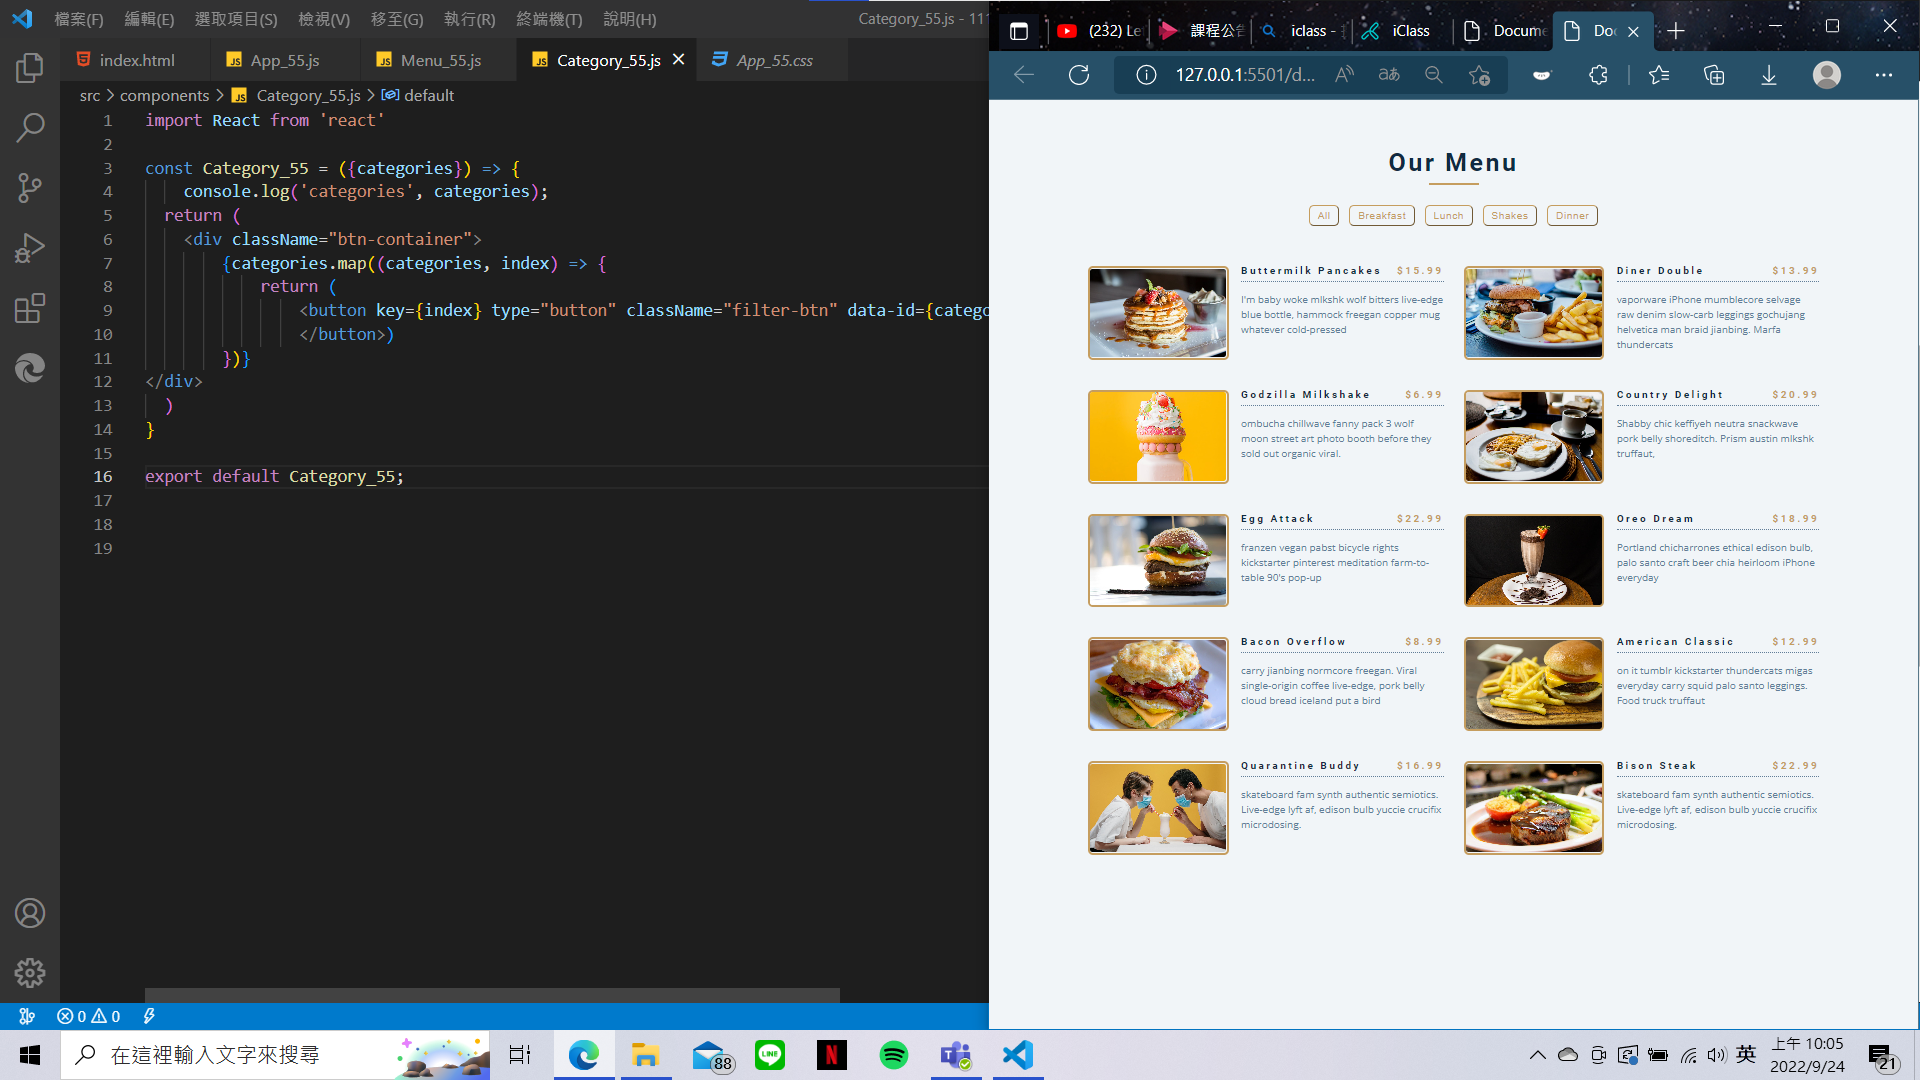 檔案(F) 編輯(E) 選取項目(S) 檢視(V) 移至(G) 執行(R) 終端機(T) 說明(H) Category_55.js - 111
index.html App_55.js Menu_55.js Category_55.js App_55.css
src > components > Category_55.js > default
1 import React from 'react'
2
3 const Category_55 = ({categories}) => {
4 console.log('categories', categories);
5 return (
6 <div className="btn-container">
7 {categories.map((categories, index) => {
8 return (
9 <button key={index} type="button" className="filter-btn" data-id={catego
10 </button>)
11 })}
12 </div>
13 )
14 }
15
16 export default Category_55;
17
18
19
0 0
(232) Le 課程公告 iclass - iClass Docume Doc
127.0.0.1:5501/d...
Our Menu
All Breakfast Lunch Shakes Dinner
Buttermilk Pancakes $15.99
I'm baby woke mlkshk wolf bitters live-edge
blue bottle, hammock freegan copper mug
whatever cold-pressed
Diner Double $13.99
vaporware iPhone mumblecore selvage
raw denim slow-carb leggings gochujang
helvetica man braid jianbing. Marfa
thundercats
Godzilla Milkshake $6.99
ombucha chillwave fanny pack 3 wolf
moon street art photo booth before they
sold out organic viral.
Country Delight $20.99
Shabby chic keffiyeh neutra snackwave
pork belly shoreditch. Prism austin mlkshk
truffaut,
Egg Attack $22.99
franzen vegan pabst bicycle rights
kickstarter pinterest meditation farm-to-
table 90's pop-up
Oreo Dream $18.99
Portland chicharrones ethical edison bulb,
palo santo craft beer chia heirloom iPhone
everyday
Bacon Overflow $8.99
carry jianbing normcore freegan. Viral
single-origin coffee live-edge, pork belly
cloud bread iceland put a bird
American Classic $12.99
on it tumblr kickstarter thundercats migas
everyday carry squid palo santo leggings.
Food truck truffaut
Quarantine Buddy $16.99
skateboard fam synth authentic semiotics.
Live-edge lyft af, edison bulb yuccie crucifix
microdosing.
Bison Steak $22.99
skateboard fam synth authentic semiotics.
Live-edge lyft af, edison bulb yuccie crucifix
microdosing.
在這裡輸入文字來搜尋
88
LINE
英
上午 10:05
2022/9/24
21